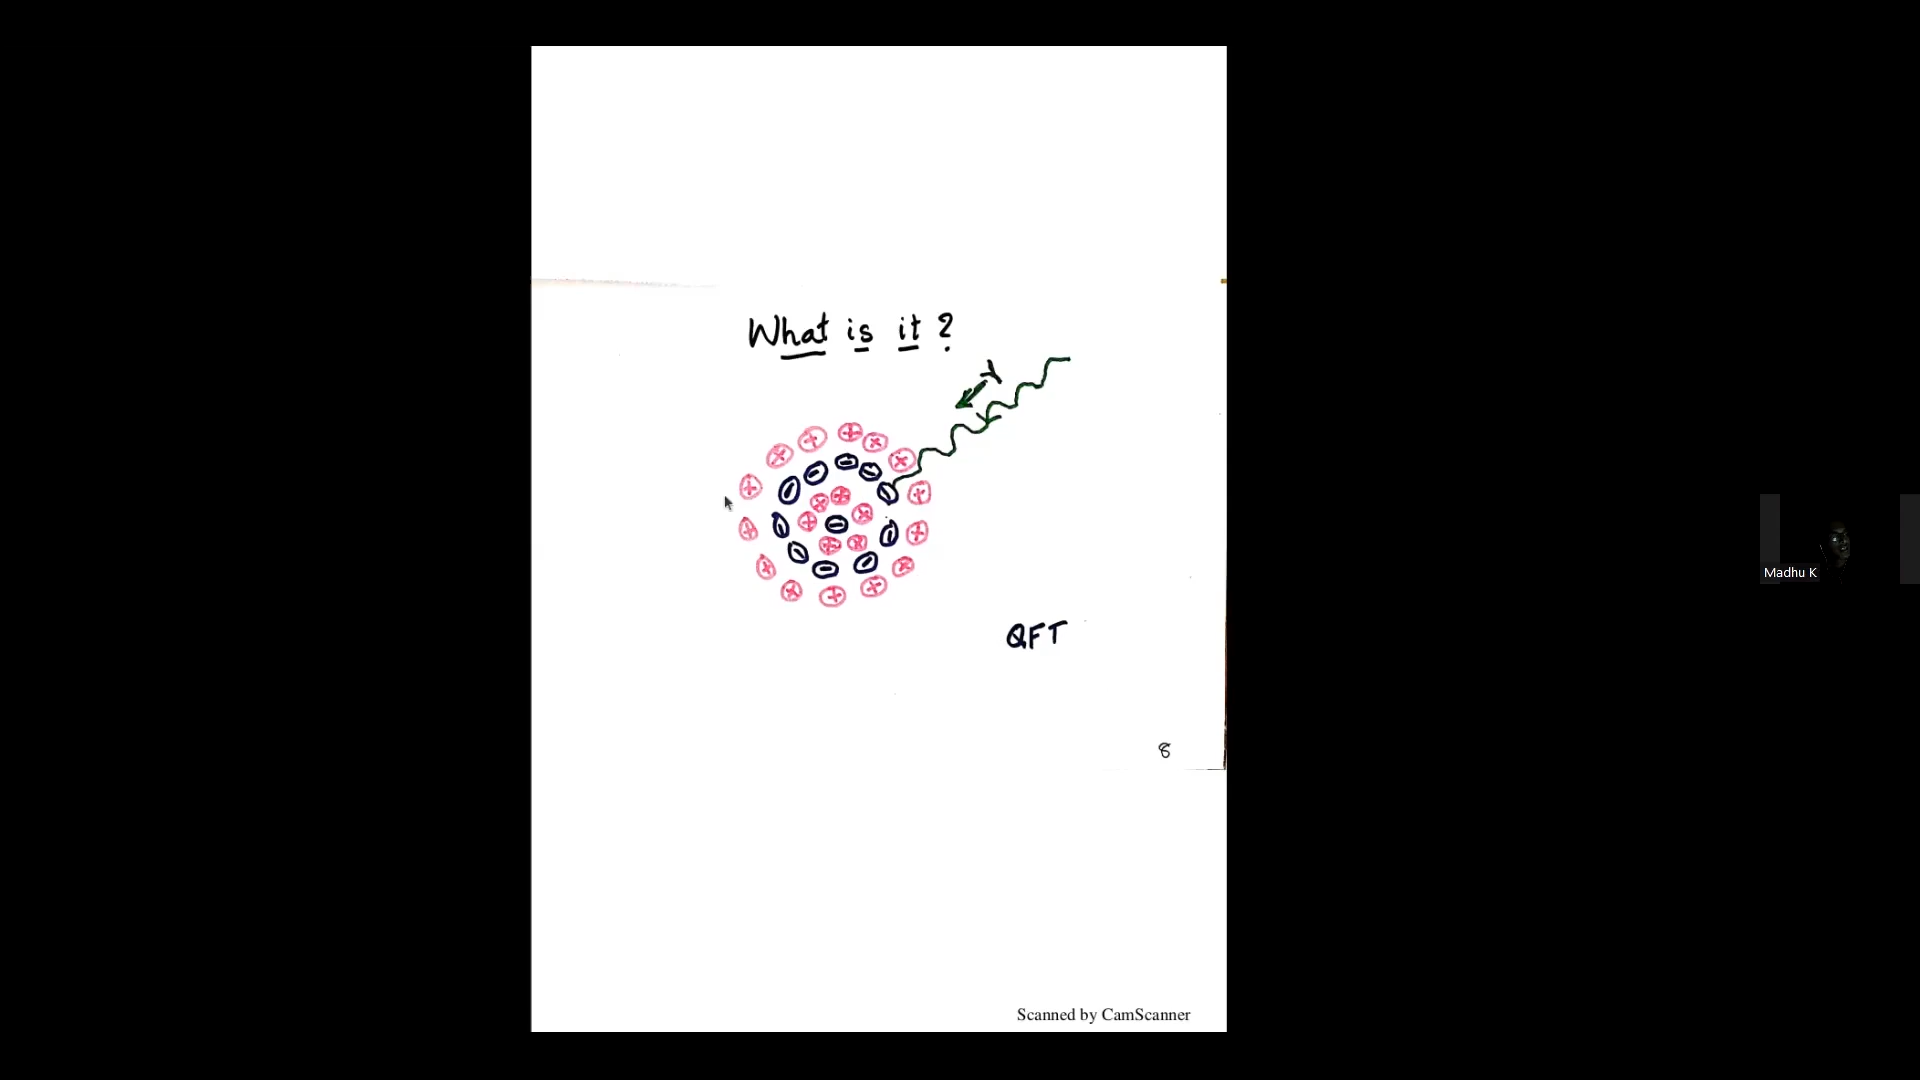 What is it ?
λ
QFT
8
Scanned by CamScanner
Madhu K